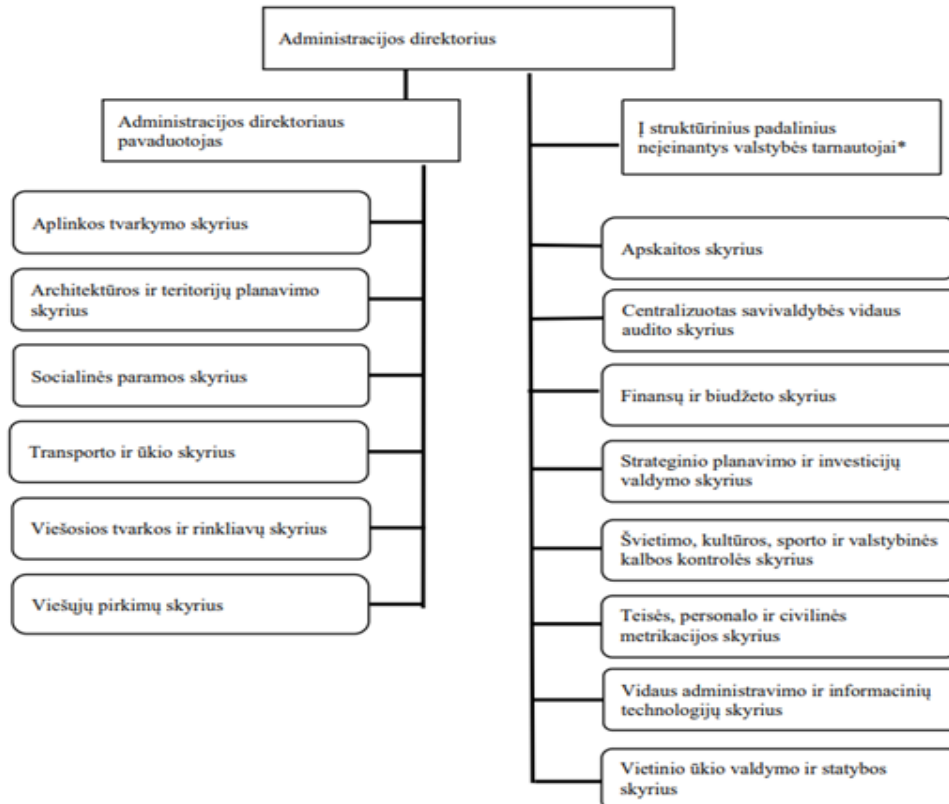 Administracijos direktorius
Administracijos direktoriaus
pavaduotojas
Į struktūrinius padalinius
neįeinantys valstybės tarnautojai*
Aplinkos tvarkymo skyrius
Architektūros ir teritorijų planavimo
skyrius
Socialinės paramos skyrius
Transporto ir ūkio skyrius
Viešosios tvarkos ir rinkliavų skyrius
Viešųjų pirkimų skyrius
Apskaitos skyrius
Centralizuotas savivaldybės vidaus
audito skyrius
Finansų ir biudžeto skyrius
Strateginio planavimo ir investicijų
valdymo skyrius
Švietimo, kultūros, sporto ir valstybinės
kalbos kontrolės skyrius
Teisės, personalo ir civilinės
metrikacijos skyrius
Vidaus administravimo ir informacinių
technologijų skyrius
Vietinio ūkio valdymo ir statybos
skyrius